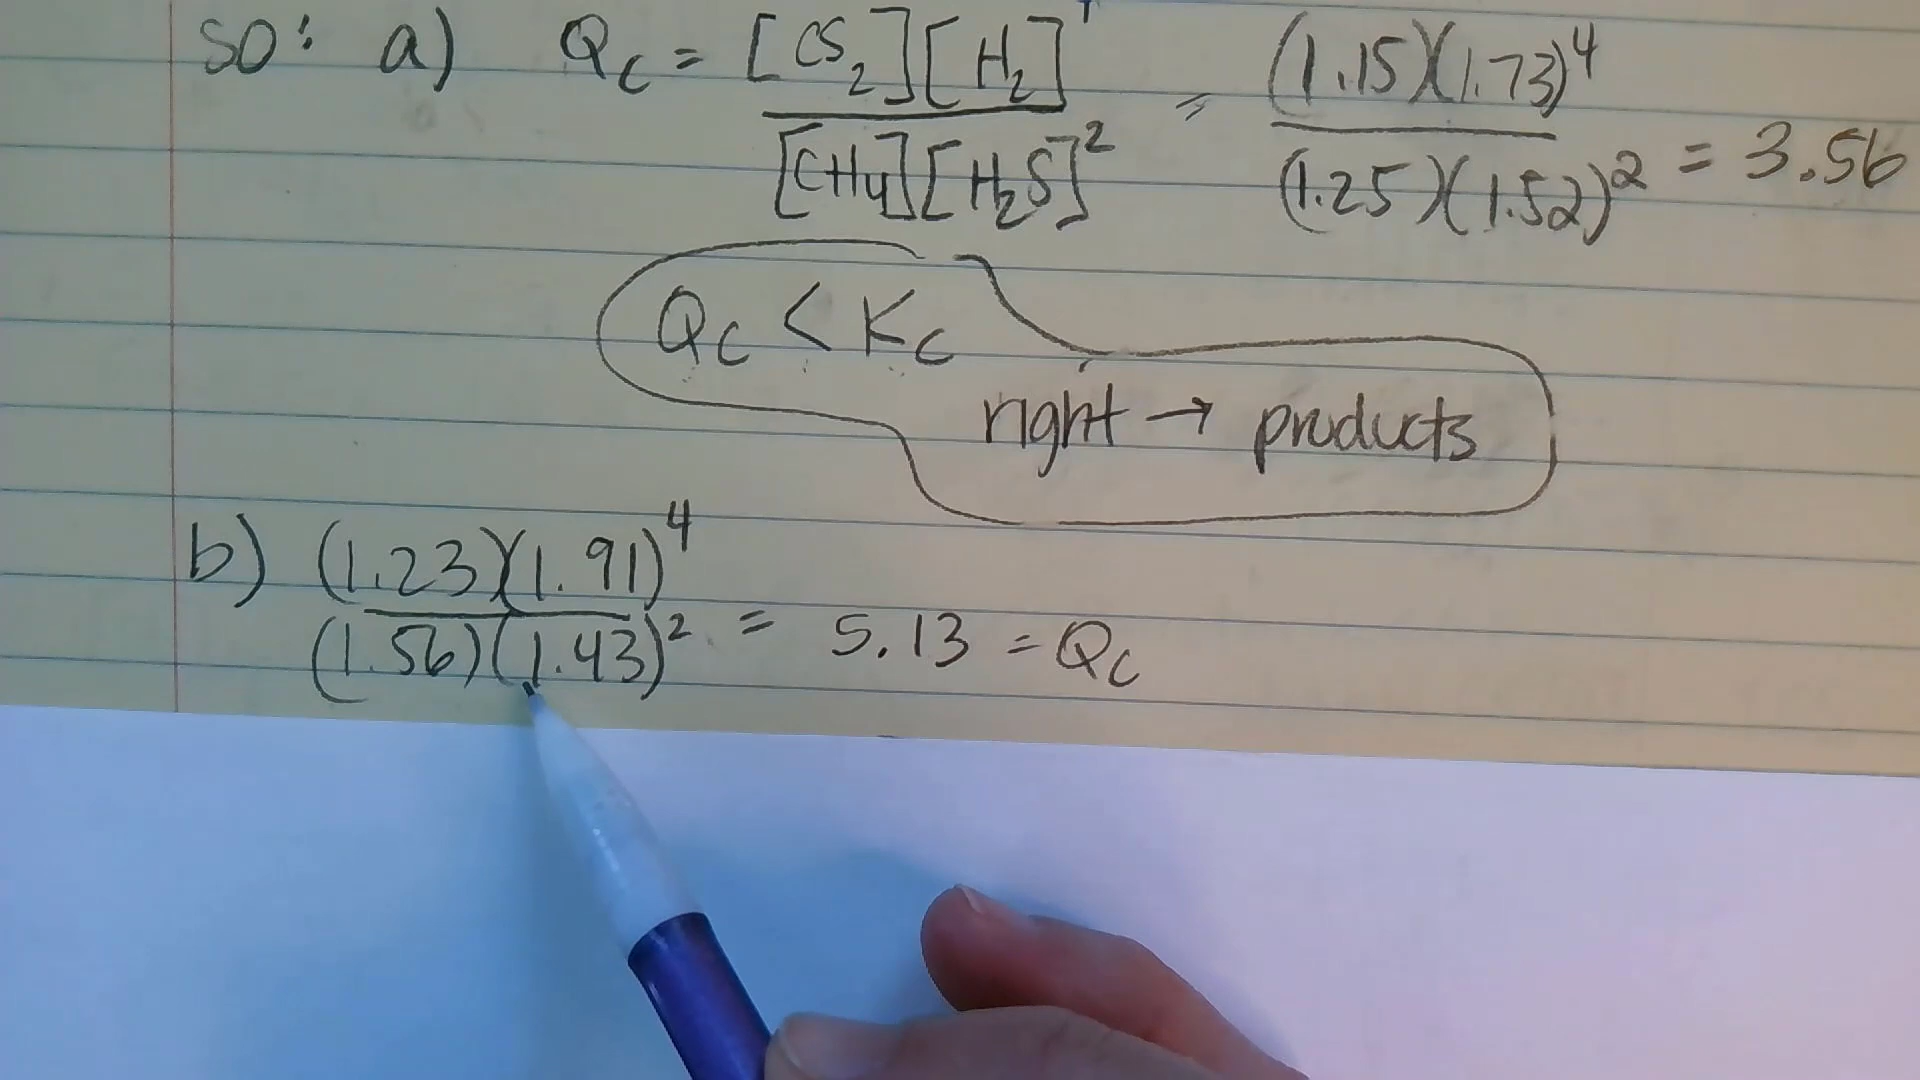 so: a) Qc = [CS2][H2] = (1.15)(1.73)^4
[CH4][H2S]^2 (1.25)(1.52)^2 = 3.56
Qc < Kc
right → products
b) (1.23)(1.91)^4
(1.56)(1.43)^2 = 5.13 = Qc